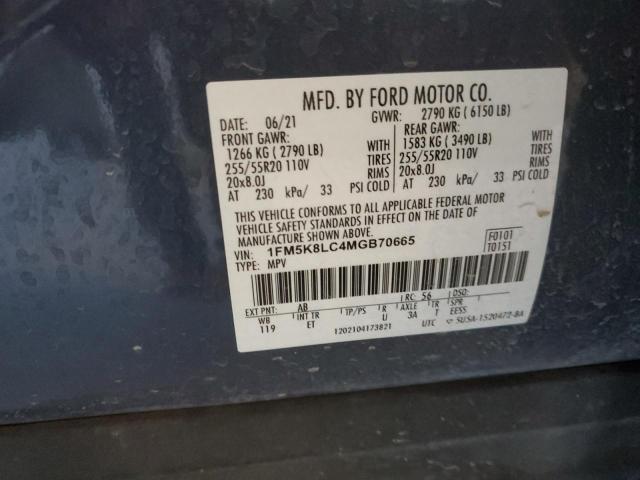 MFD. BY FORD MOTOR CO.
DATE: 06/21 GVWR: 2790 KG ( 6150 LB)
FRONT GAWR: REAR GAWR:
1266 KG ( 2790 LB) WITH 1583 KG ( 3490 LB) WITH
255/55R20 110V TIRES 255/55R20 110V TIRES
20x8.0J RIMS 20x8.0J RIMS
AT 230 kPa/ 33 PSI COLD AT 230 kPa/ 33 PSI COLD
THIS VEHICLE CONFORMS TO ALL APPLICABLE FEDERAL MOTOR
VEHICLE SAFETY STANDARDS IN EFFECT ON THE DATE OF
MANUFACTURE SHOWN ABOVE.
VIN: 1FM5K8LC4MGB70665 F0101
TYPE: MPV T0151
EXT PNT: AB RC: 56 DSO:
WB INT TR TP/PS R AXLE TR SPR
119 ET U 3A T EESS
1202104173821 UTC 5USA-1520472-BA